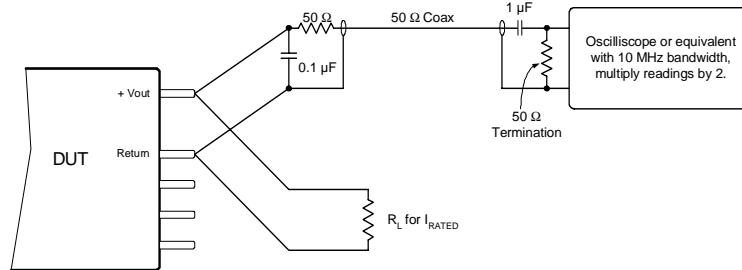 50 Ω
50 Ω Coax
1 µF
0.1 µF
Oscilliscope or equivalent
with 10 MHz bandwidth,
multiply readings by 2.
50 Ω
Termination
+ Vout
Return
DUT
RL for IRATED